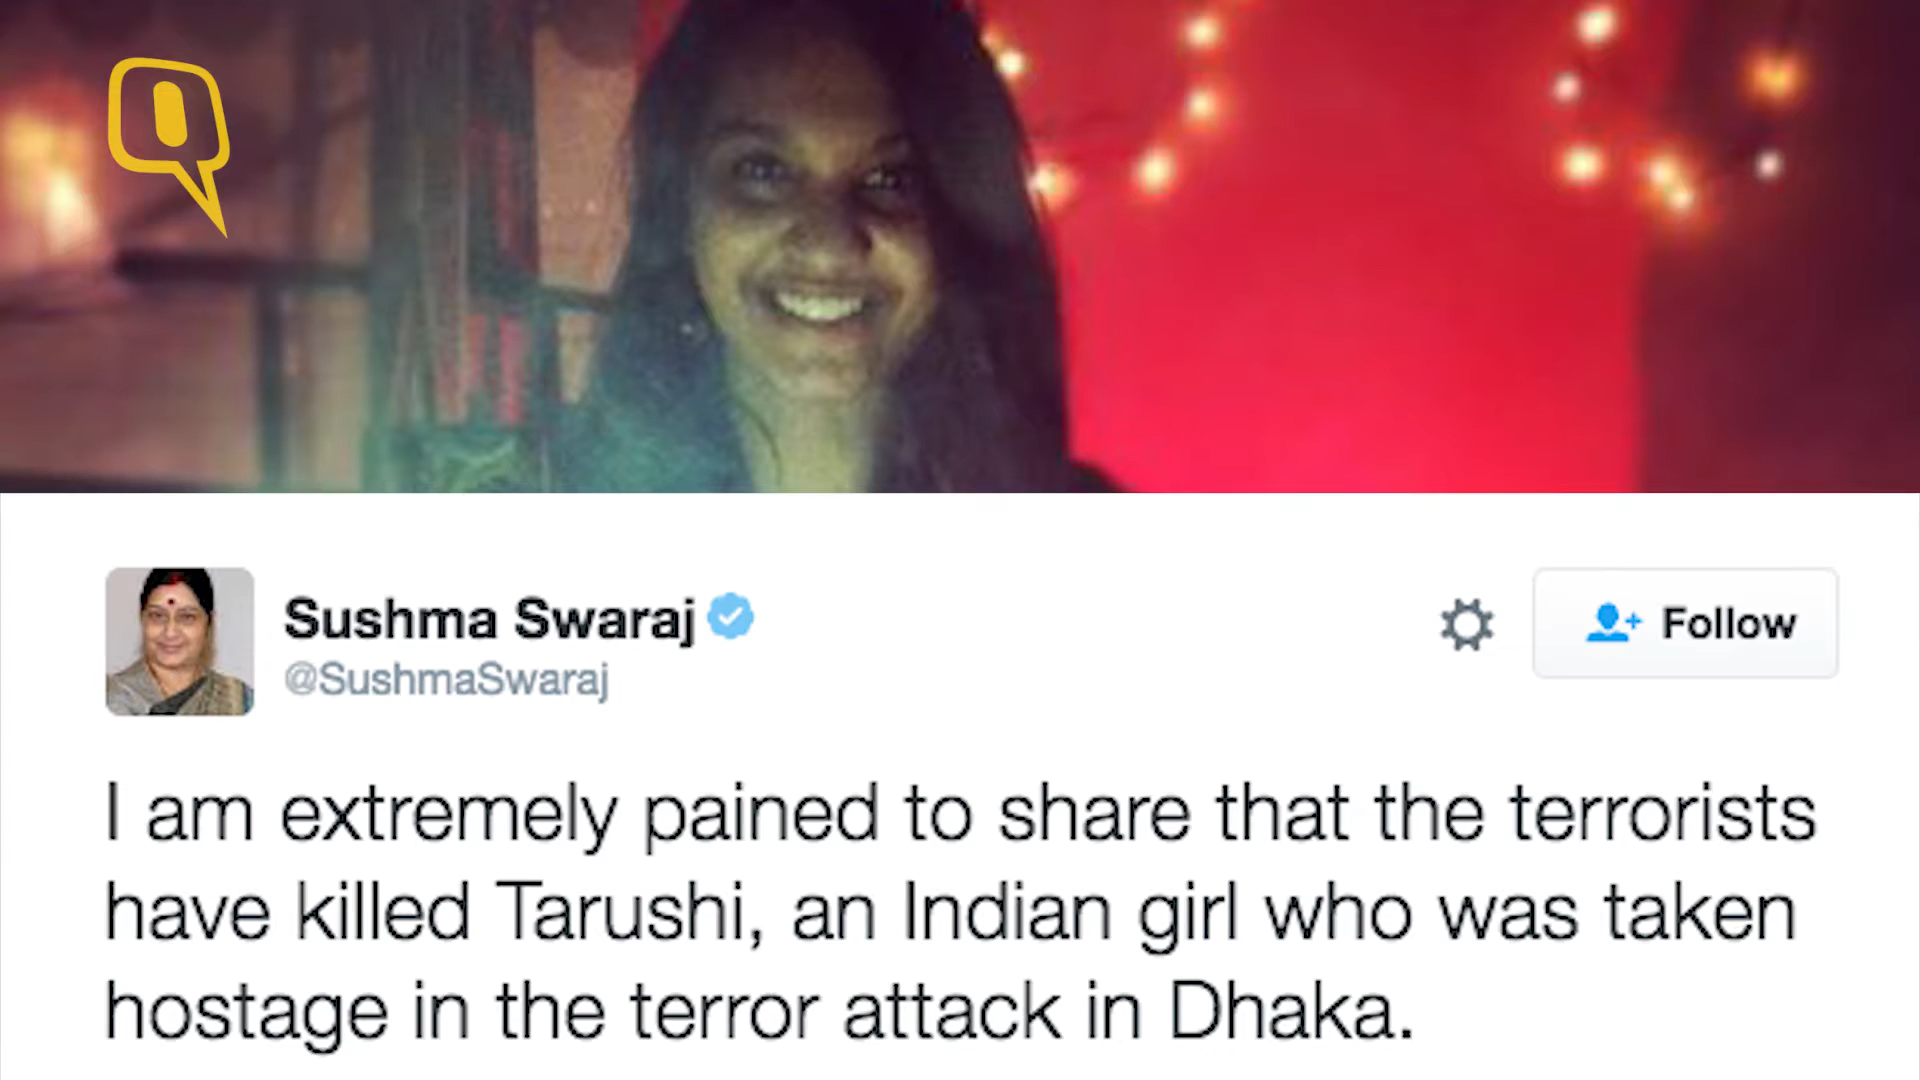 Sushma Swaraj
@SushmaSwaraj
Follow
I am extremely pained to share that the terrorists
have killed Tarushi, an Indian girl who was taken
hostage in the terror attack in Dhaka.